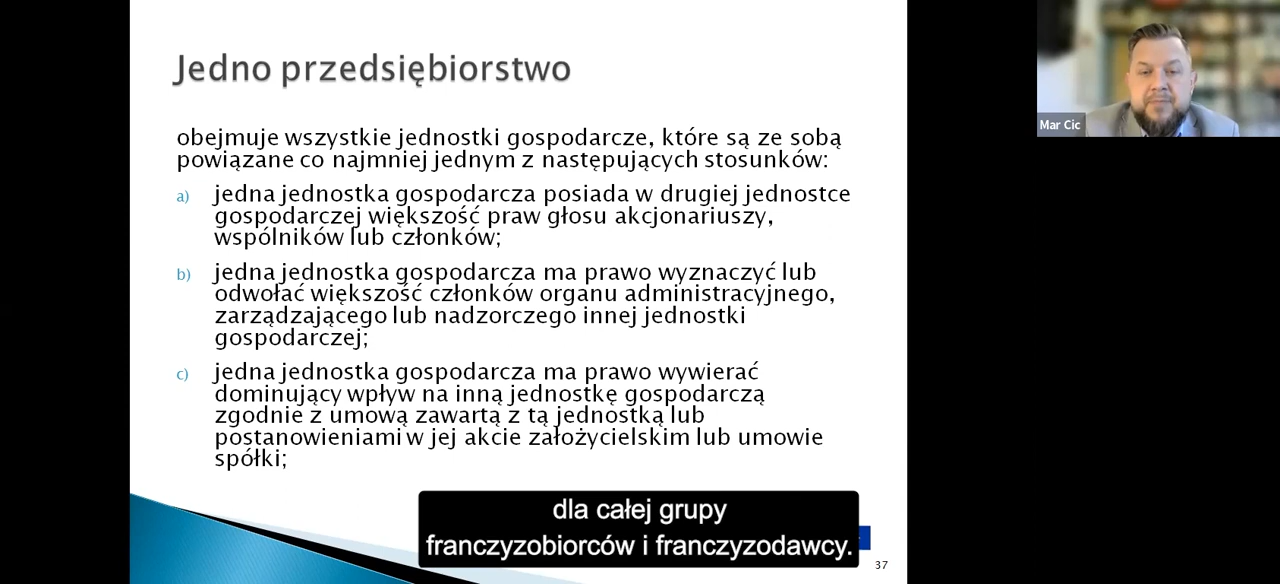 Jedno przedsiębiorstwo
obejmuje wszystkie jednostki gospodarcze, które są ze sobą
powiązane co najmniej jednym z następujących stosunków:
a) jedna jednostka gospodarcza posiada w drugiej jednostce
gospodarczej większość praw głosu akcjonariuszy,
wspólników lub członków;
b) jedna jednostka gospodarcza ma prawo wyznaczyć lub
odwołać większość członków organu administracyjnego,
zarządzającego lub nadzorczego innej jednostki
gospodarczej;
c) jedna jednostka gospodarcza ma prawo wywierać
dominujący wpływ na inną jednostkę gospodarczą
zgodnie z umową zawartą z tą jednostką lub
postanowieniami w jej akcie założycielskim lub umowie
spółki;
dla całej grupy
franczyzobiorców i franczyzodawcy.
37
Mar Cic